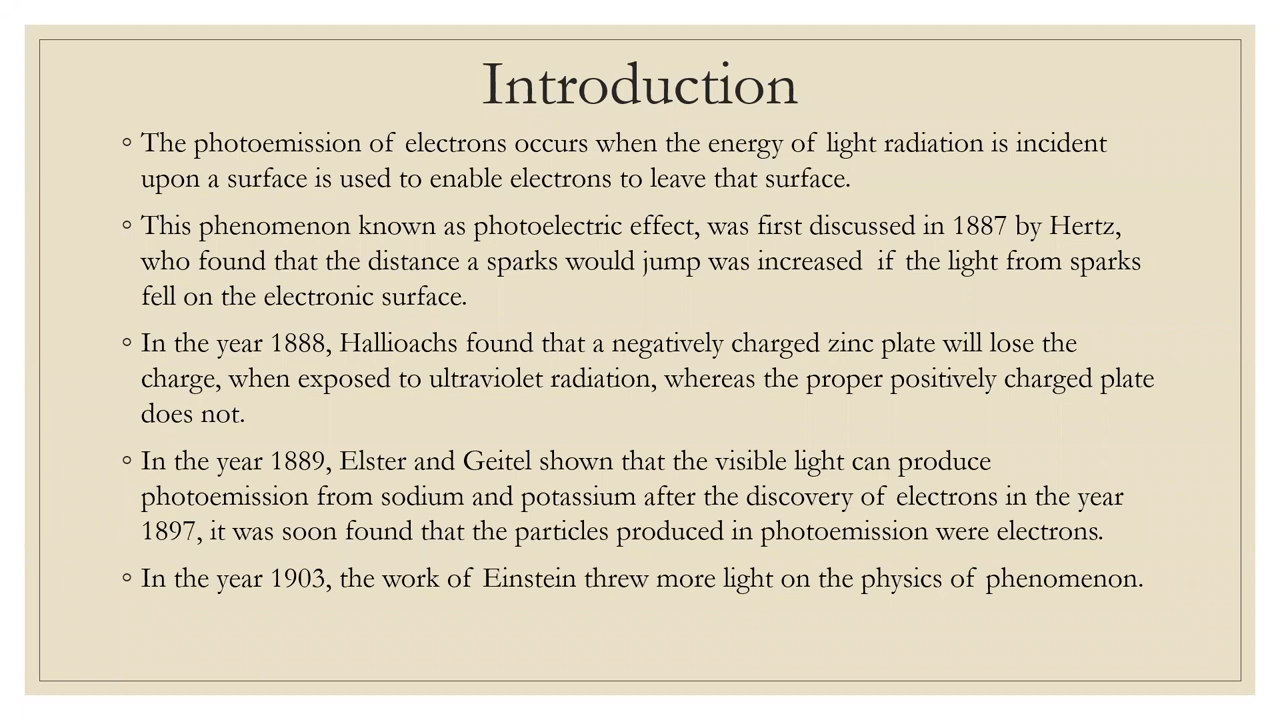 Introduction
◦ The photoemission of electrons occurs when the energy of light radiation is incident
upon a surface is used to enable electrons to leave that surface.
◦ This phenomenon known as photoelectric effect, was first discussed in 1887 by Hertz,
who found that the distance a sparks would jump was increased if the light from sparks
fell on the electronic surface.
◦ In the year 1888, Hallioachs found that a negatively charged zinc plate will lose the
charge, when exposed to ultraviolet radiation, whereas the proper positively charged plate
does not.
◦ In the year 1889, Elster and Geitel shown that the visible light can produce
photoemission from sodium and potassium after the discovery of electrons in the year
1897, it was soon found that the particles produced in photoemission were electrons.
◦ In the year 1903, the work of Einstein threw more light on the physics of phenomenon.